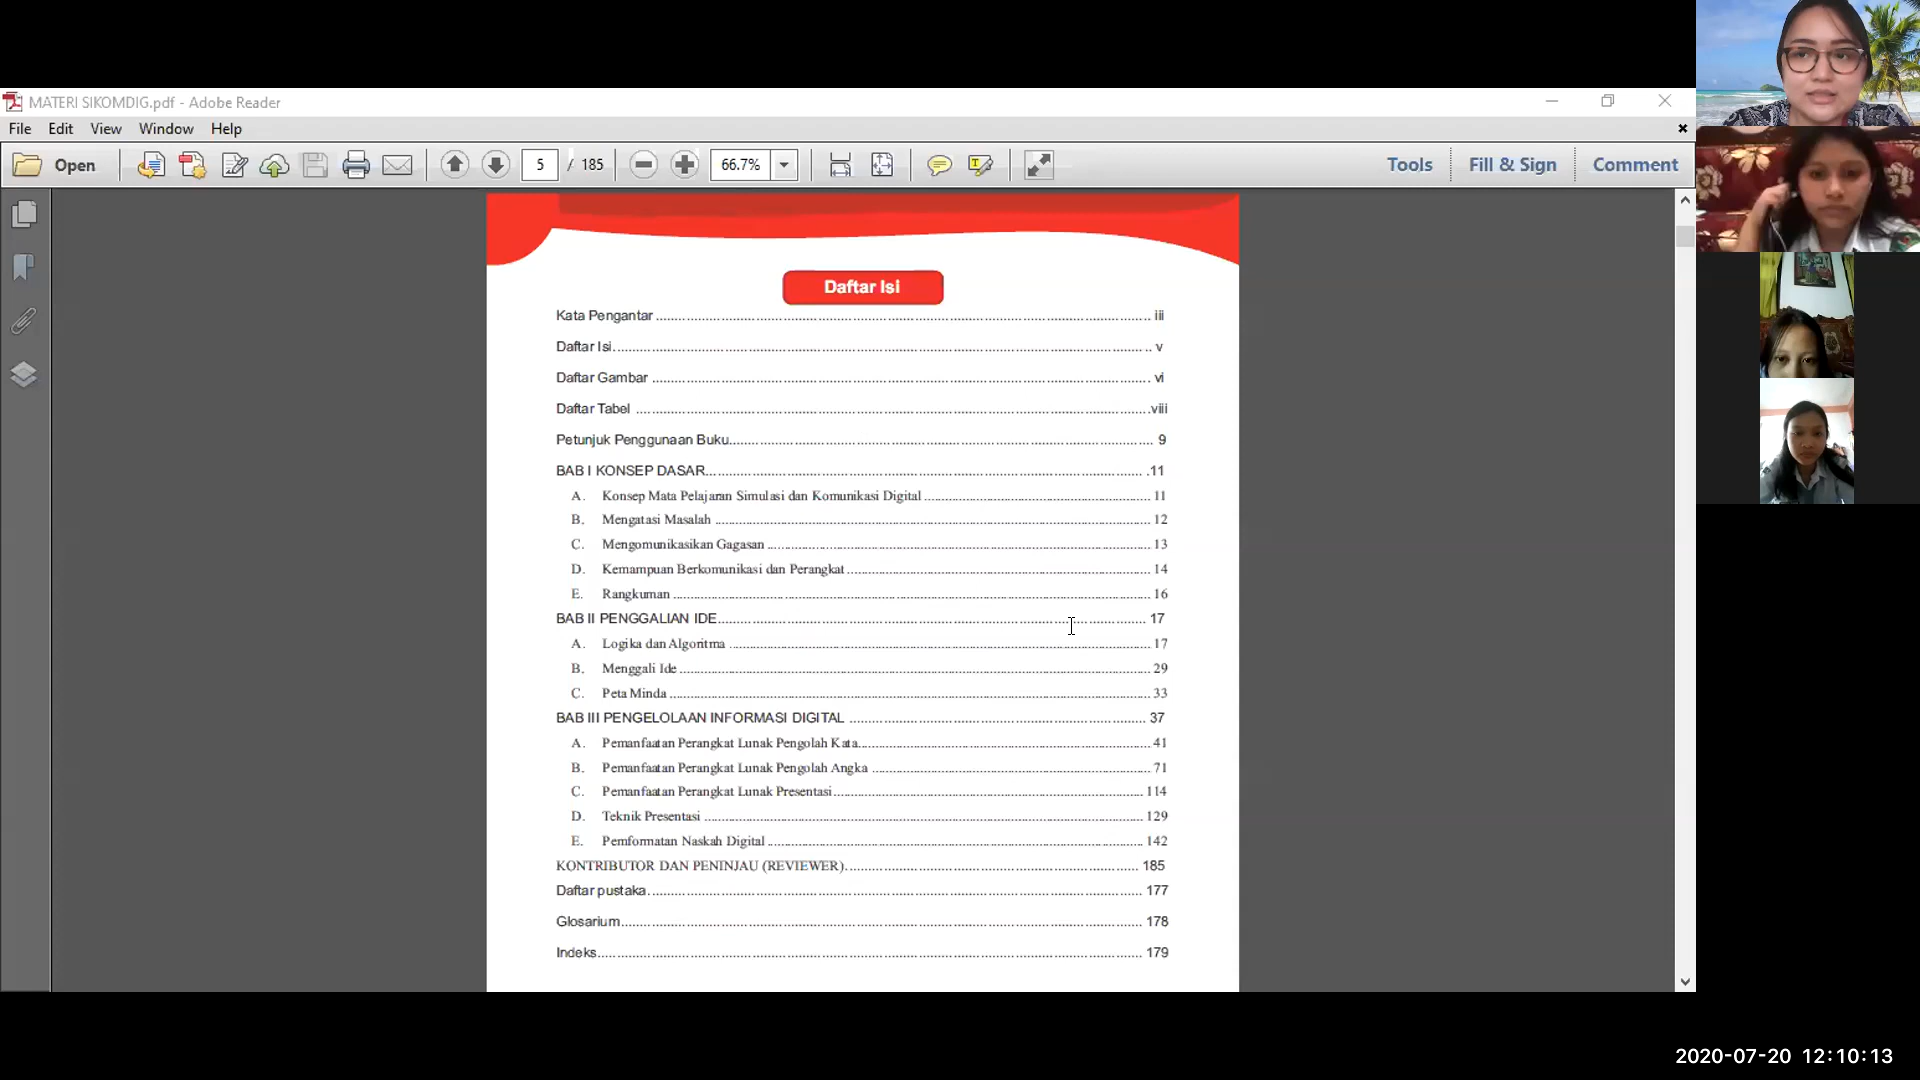 MATERI SIKOMDIG.pdf - Adobe Reader
File Edit View Window Help
Open 5 / 185 66.7% Tools Fill & Sign Comment
Daftar Isi
Kata Pengantar ........ iii
Daftar Isi........ v
Daftar Gambar ........ vi
Daftar Tabel ........viii
Petunjuk Penggunaan Buku........ 9
BAB I KONSEP DASAR........ .11
A. Konsep Mata Pelajaran Simulasi dan Komunikasi Digital ........ 11
B. Mengatasi Masalah ........ 12
C. Mengomunikasikan Gagasan ........ 13
D. Kemampuan Berkomunikasi dan Perangkat ........ 14
E. Rangkuman ........ 16
BAB II PENGGALIAN IDE........ 17
A. Logika dan Algoritma ........ 17
B. Menggali Ide ........ 29
C. Peta Minda ........ 33
BAB III PENGELOLAAN INFORMASI DIGITAL ........ 37
A. Pemanfaatan Perangkat Lunak Pengolah Kata........ 41
B. Pemanfaatan Perangkat Lunak Pengolah Angka ........ 71
C. Pemanfaatan Perangkat Lunak Presentasi........ 114
D. Teknik Presentasi ........ 129
E. Pemformatan Naskah Digital ........ 142
KONTRIBUTOR DAN PENINJAU (REVIEWER)........ 185
Daftar pustaka........ 177
Glosarium........ 178
Indeks........ 179
2020-07-20 12:10:13